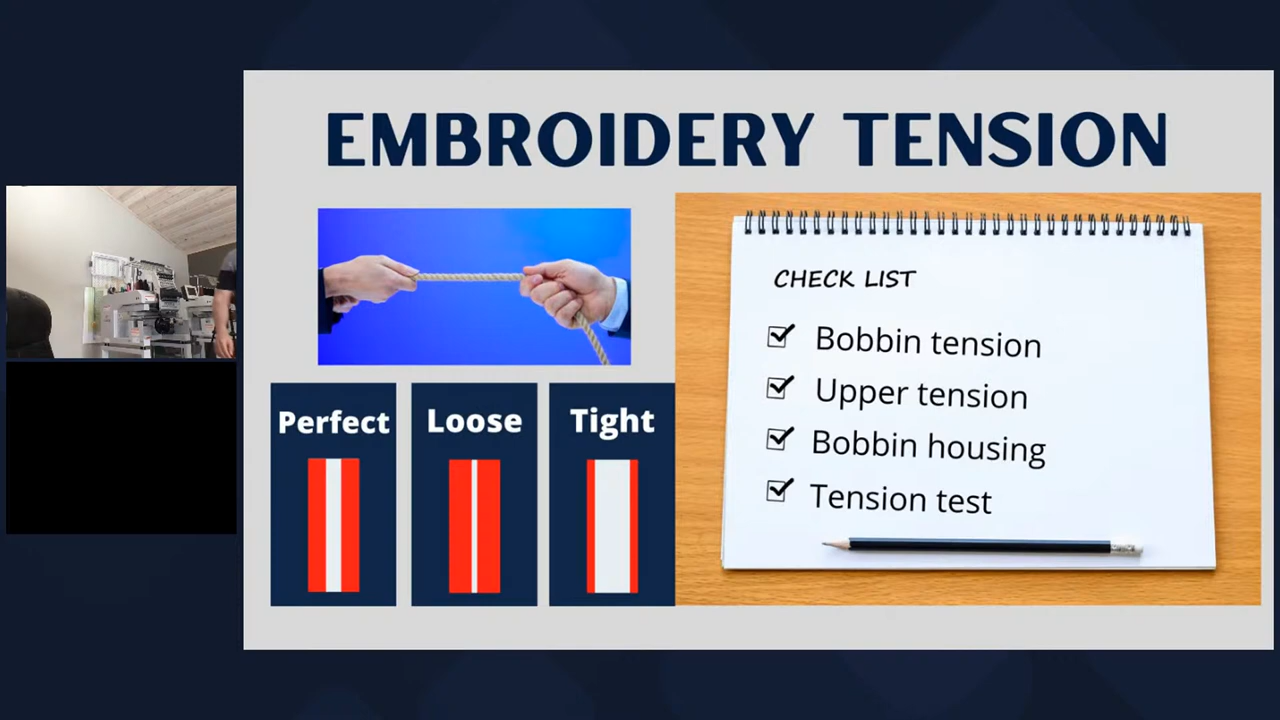 EMBROIDERY TENSION
Perfect
Loose
Tight
CHECK LIST
Bobbin tension
Upper tension
Bobbin housing
Tension test